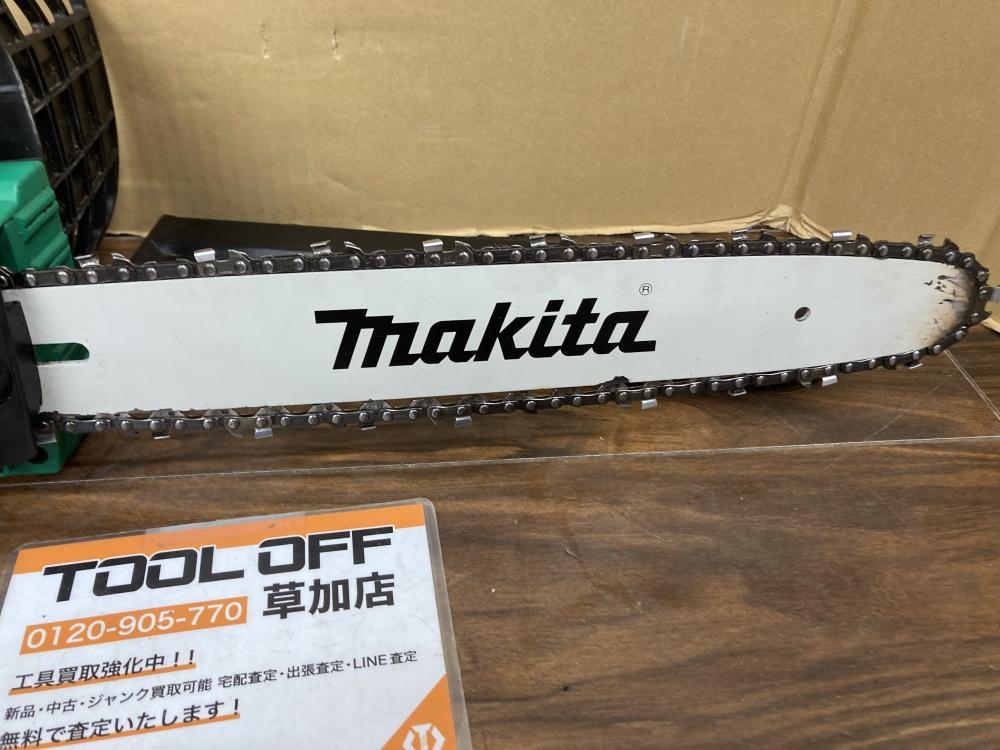 makita®
TOOL OFF
0120-905-770 草加店
工具買取強化中!!
新品・中古・ジャンク買取可能 宅配査定・出張査定・LINE査定
無料で査定いたします!